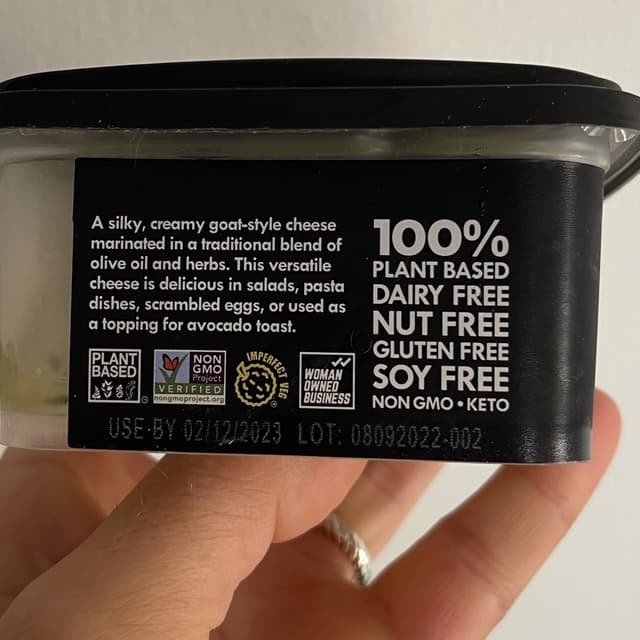 A silky, creamy goat-style cheese
marinated in a traditional blend of
olive oil and herbs. This versatile
cheese is delicious in salads, pasta
dishes, scrambled eggs, or used as
a topping for avocado toast.
100%
PLANT BASED
DAIRY FREE
NUT FREE
GLUTEN FREE
SOY FREE
NON GMO • KETO
PLANT
BASED
NON
GMO
Project
VERIFIED
nongmoproject.org
IMPERFECT VEG
WOMAN
OWNED
BUSINESS
USE BY 02/12/2023 LOT: 08092022-002